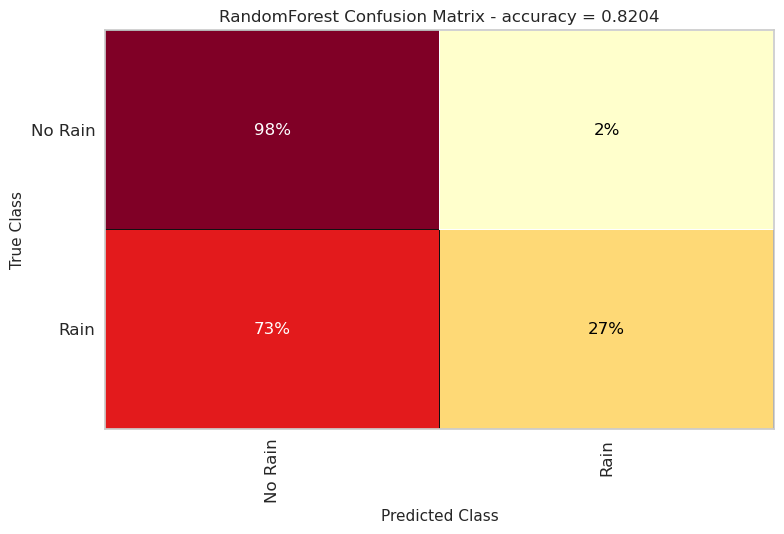 RandomForest Confusion Matrix - accuracy = 0.8204
True Class
No Rain
98%
2%
Rain
73%
27%
No Rain
Rain
Predicted Class